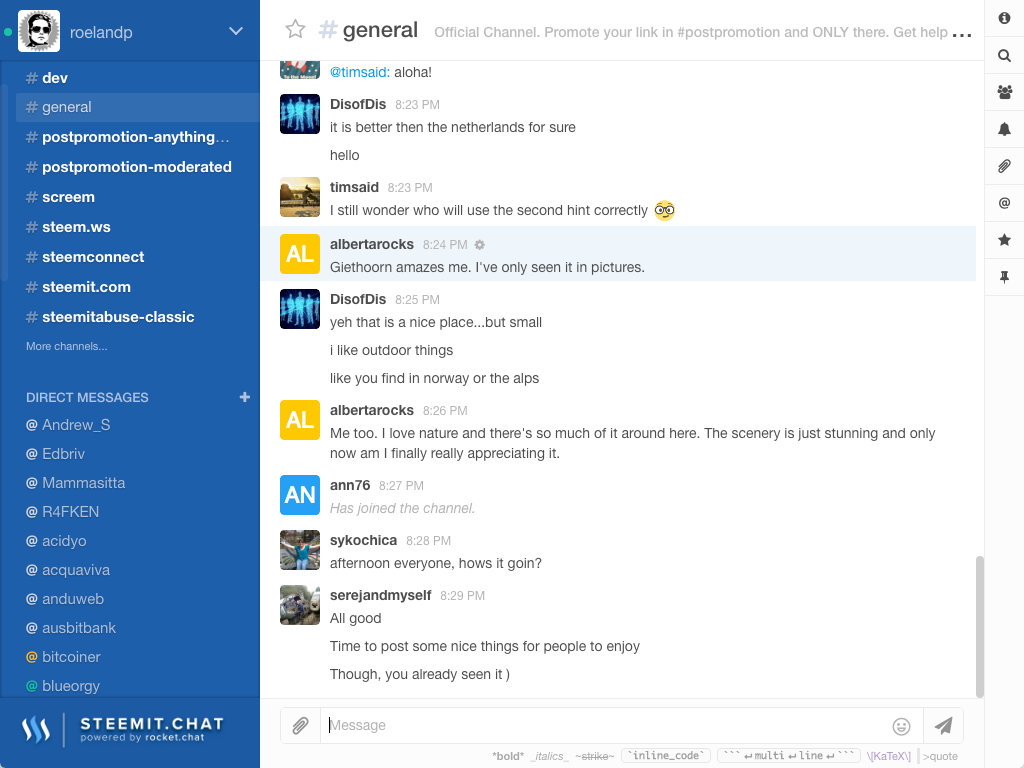 roelandp
# dev
# general
# postpromotion-anything...
# postpromotion-moderated
# screem
# steem.ws
# steemconnect
# steemit.com
# steemitabuse-classic
More channels...
DIRECT MESSAGES +
@ Andrew_S
@ Edbriv
@ Mammasitta
@ R4FKEN
@ acidyo
@ acquaviva
@ anduweb
@ ausbitbank
@ bitcoiner
@ blueorgy
STEEMIT.CHAT
powered by rocket.chat
# general Official Channel. Promote your link in #postpromotion and ONLY there. Get help ...
@timsaid: aloha!
DisofDis 8:23 PM
it is better then the netherlands for sure
hello
timsaid 8:23 PM
I still wonder who will use the second hint correctly
AL
albertarocks 8:24 PM
Giethoorn amazes me. I've only seen it in pictures.
DisofDis 8:25 PM
yeh that is a nice place...but small
i like outdoor things
like you find in norway or the alps
AL
albertarocks 8:26 PM
Me too. I love nature and there's so much of it around here. The scenery is just stunning and only
now am I finally really appreciating it.
AN
ann76 8:27 PM
Has joined the channel.
sykochica 8:28 PM
afternoon everyone, hows it goin?
serejandmyself 8:29 PM
All good
Time to post some nice things for people to enjoy
Though, you already seen it )
Message
*bold* _italics_ ~strike~ `inline_code` ```↵multi↵line↵``` \[KaTeX\] >quote
@